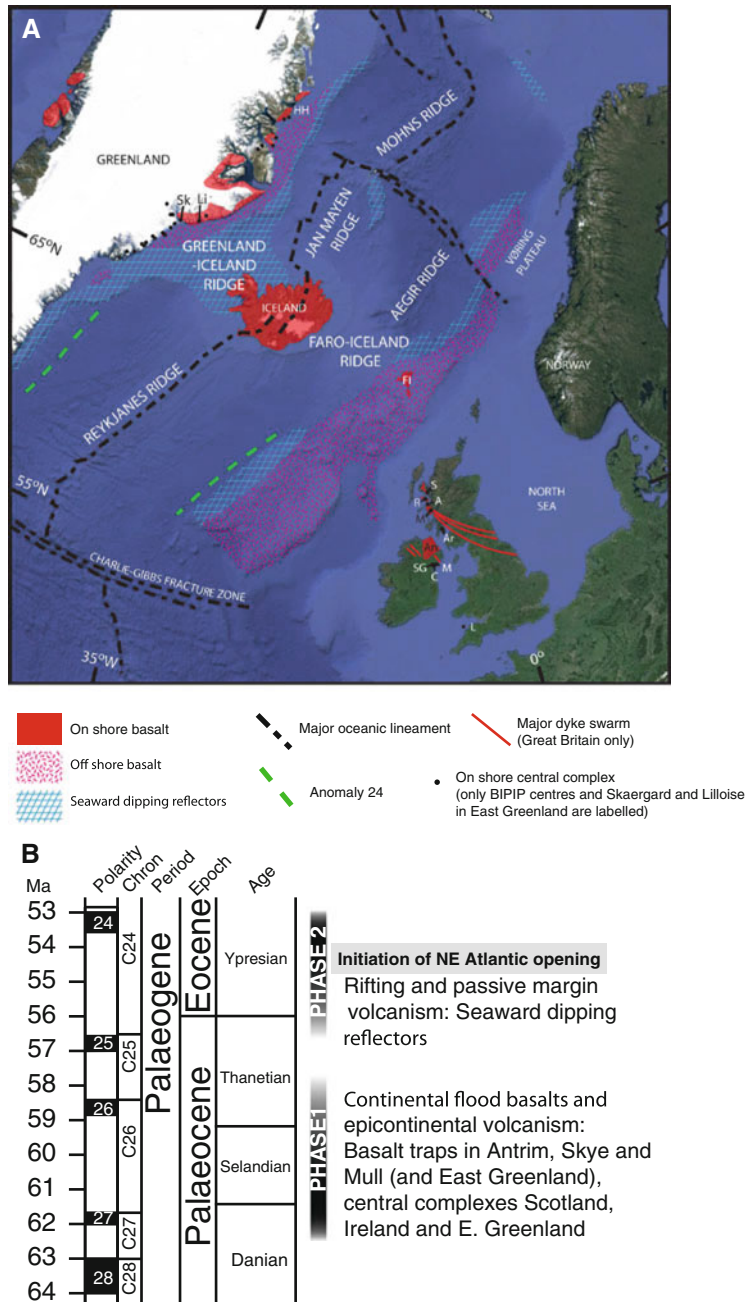 A
HH
MOHNS RIDGE
GREENLAND
Sk Li
65°N
JAN MAYEN
RIDGE
GREENLAND
-ICELAND
RIDGE
VØRING
PLATEAU
AEGIR RIDGE
ICELAND
FARO-ICELAND
RIDGE
NORWAY
FI
REYKJANES RIDGE
55°N
S
R
A
M
NORTH
SEA
Ar
An
SG
M
C
CHARLIE-GIBBS FRACTURE ZONE
L
35°W
0°
On shore basalt
Off shore basalt
Seaward dipping reflectors
Major oceanic lineament
Anomaly 24
Major dyke swarm
(Great Britain only)
On shore central complex
(only BIPIP centres and Skaergard and Lilloise
in East Greenland are labelled)
B
Ma
Polarity
Chron
Period
Epoch
Age
53
54
55
56
57
58
59
60
61
62
63
64
24
25
26
27
28
C24
C25
C26
C27
C28
Palaeogene
Eocene
Palaeocene
Ypresian
Thanetian
Selandian
Danian
PHASE 2
Initiation of NE Atlantic opening
Rifting and passive margin
volcanism: Seaward dipping
reflectors
PHASE1
Continental flood basalts and
epicontinental volcanism:
Basalt traps in Antrim, Skye and
Mull (and East Greenland),
central complexes Scotland,
Ireland and E. Greenland